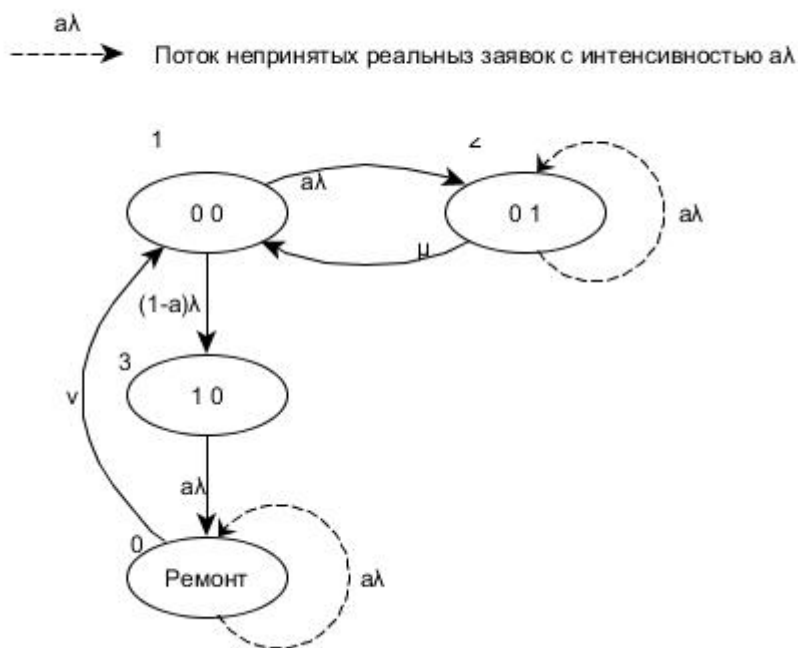 aλ
Поток непринятых реальныз заявок с интенсивностью aλ
1
2
0 0
aλ
0 1
aλ
μ
(1-a)λ
3
1 0
ν
aλ
0
Ремонт
aλ